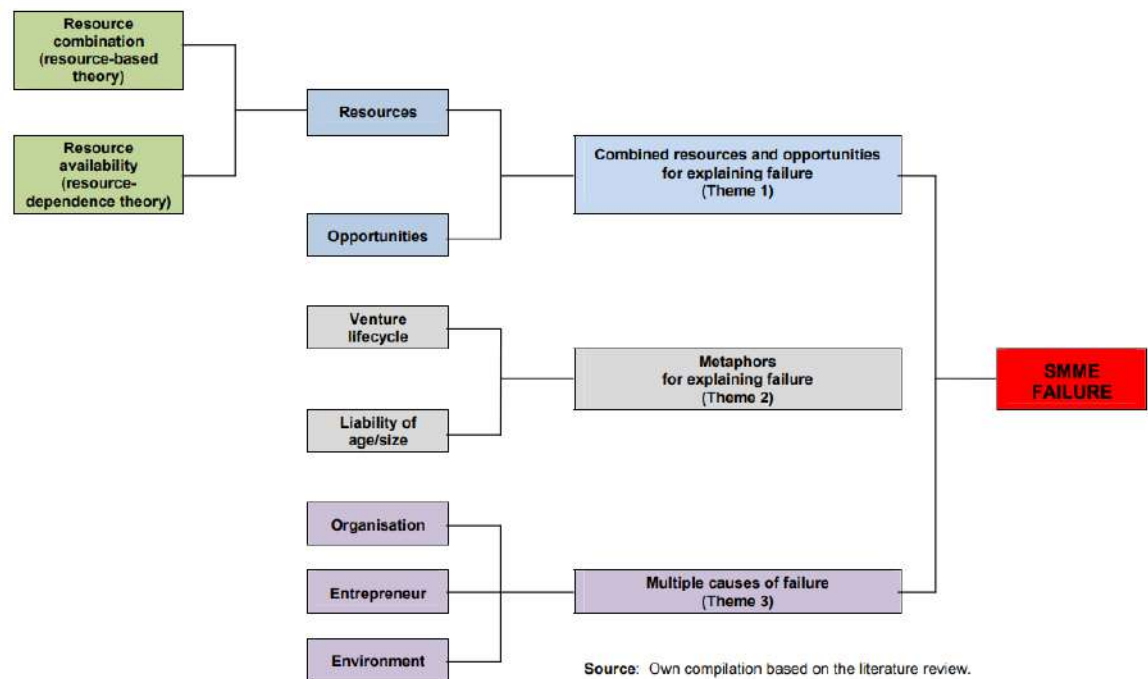 Resource
combination
(resource-based
theory)
Resource
availability
(resource-
dependence theory)
Resources
Opportunities
Combined resources and opportunities
for explaining failure
(Theme 1)
Venture
lifecycle
Liability of
age/size
Metaphors
for explaining failure
(Theme 2)
SMME
FAILURE
Organisation
Entrepreneur
Environment
Multiple causes of failure
(Theme 3)
Source: Own compilation based on the literature review.